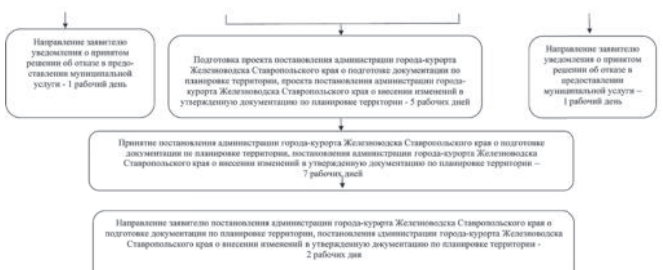 Направление заявителю
уведомления о принятом
решении об отказе в предо-
ставлении муниципальной
услуги - 1 рабочий день
Подготовка проекта постановления администрации города-курорта
Железноводска Ставропольского края о подготовке документации по
планировке территории, проекта постановления администрации города-
курорта Железноводска Ставропольского края о внесении изменений в
утвержденную документацию по планировке территории - 5 рабочих дней
Направление заявителю
уведомления о принятом
решении об отказе в
предоставлении
муниципальной услуги –
1 рабочий день
Принятие постановления администрации города-курорта Железноводска Ставропольского края о подготовке
документации по планировке территории, постановления администрации города-курорта Железноводска
Ставропольского края о внесении изменений в утвержденную документацию по планировке территории –
7 рабочих дней
Направление заявителю постановления администрации города-курорта Железноводска Ставропольского края о
подготовке документации по планировке территории, постановления администрации города-курорта Железноводска
Ставропольского края о внесении изменений в утвержденную документацию по планировке территории -
2 рабочих дня